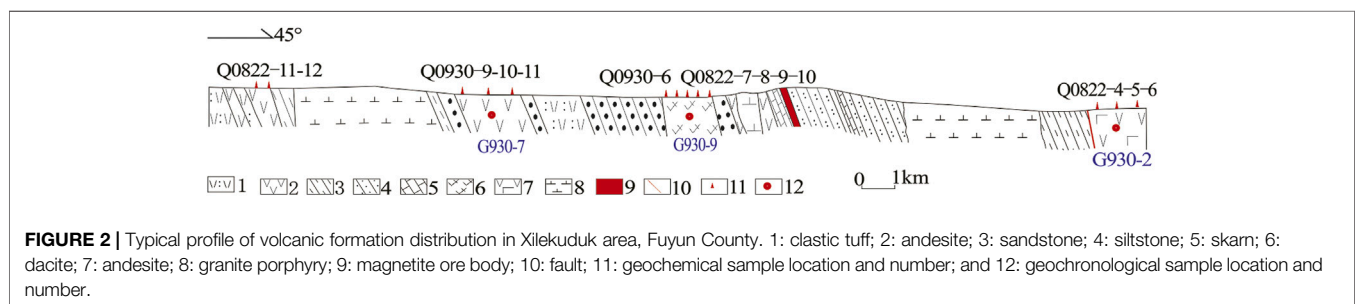 45°
Q0822-11-12 Q0930-9-10-11 Q0930-6 Q0822-7-8-9-10
Q0822-4-5-6
G930-7 G930-9 G930-2
1 2 3 4 5 6 7 8 9 10 11 12 0 1km
FIGURE 2 | Typical profile of volcanic formation distribution in Xilekuduk area, Fuyun County. 1: clastic tuff; 2: andesite; 3: sandstone; 4: siltstone; 5: skarn; 6:
dacite; 7: andesite; 8: granite porphyry; 9: magnetite ore body; 10: fault; 11: geochemical sample location and number; and 12: geochronological sample location and
number.